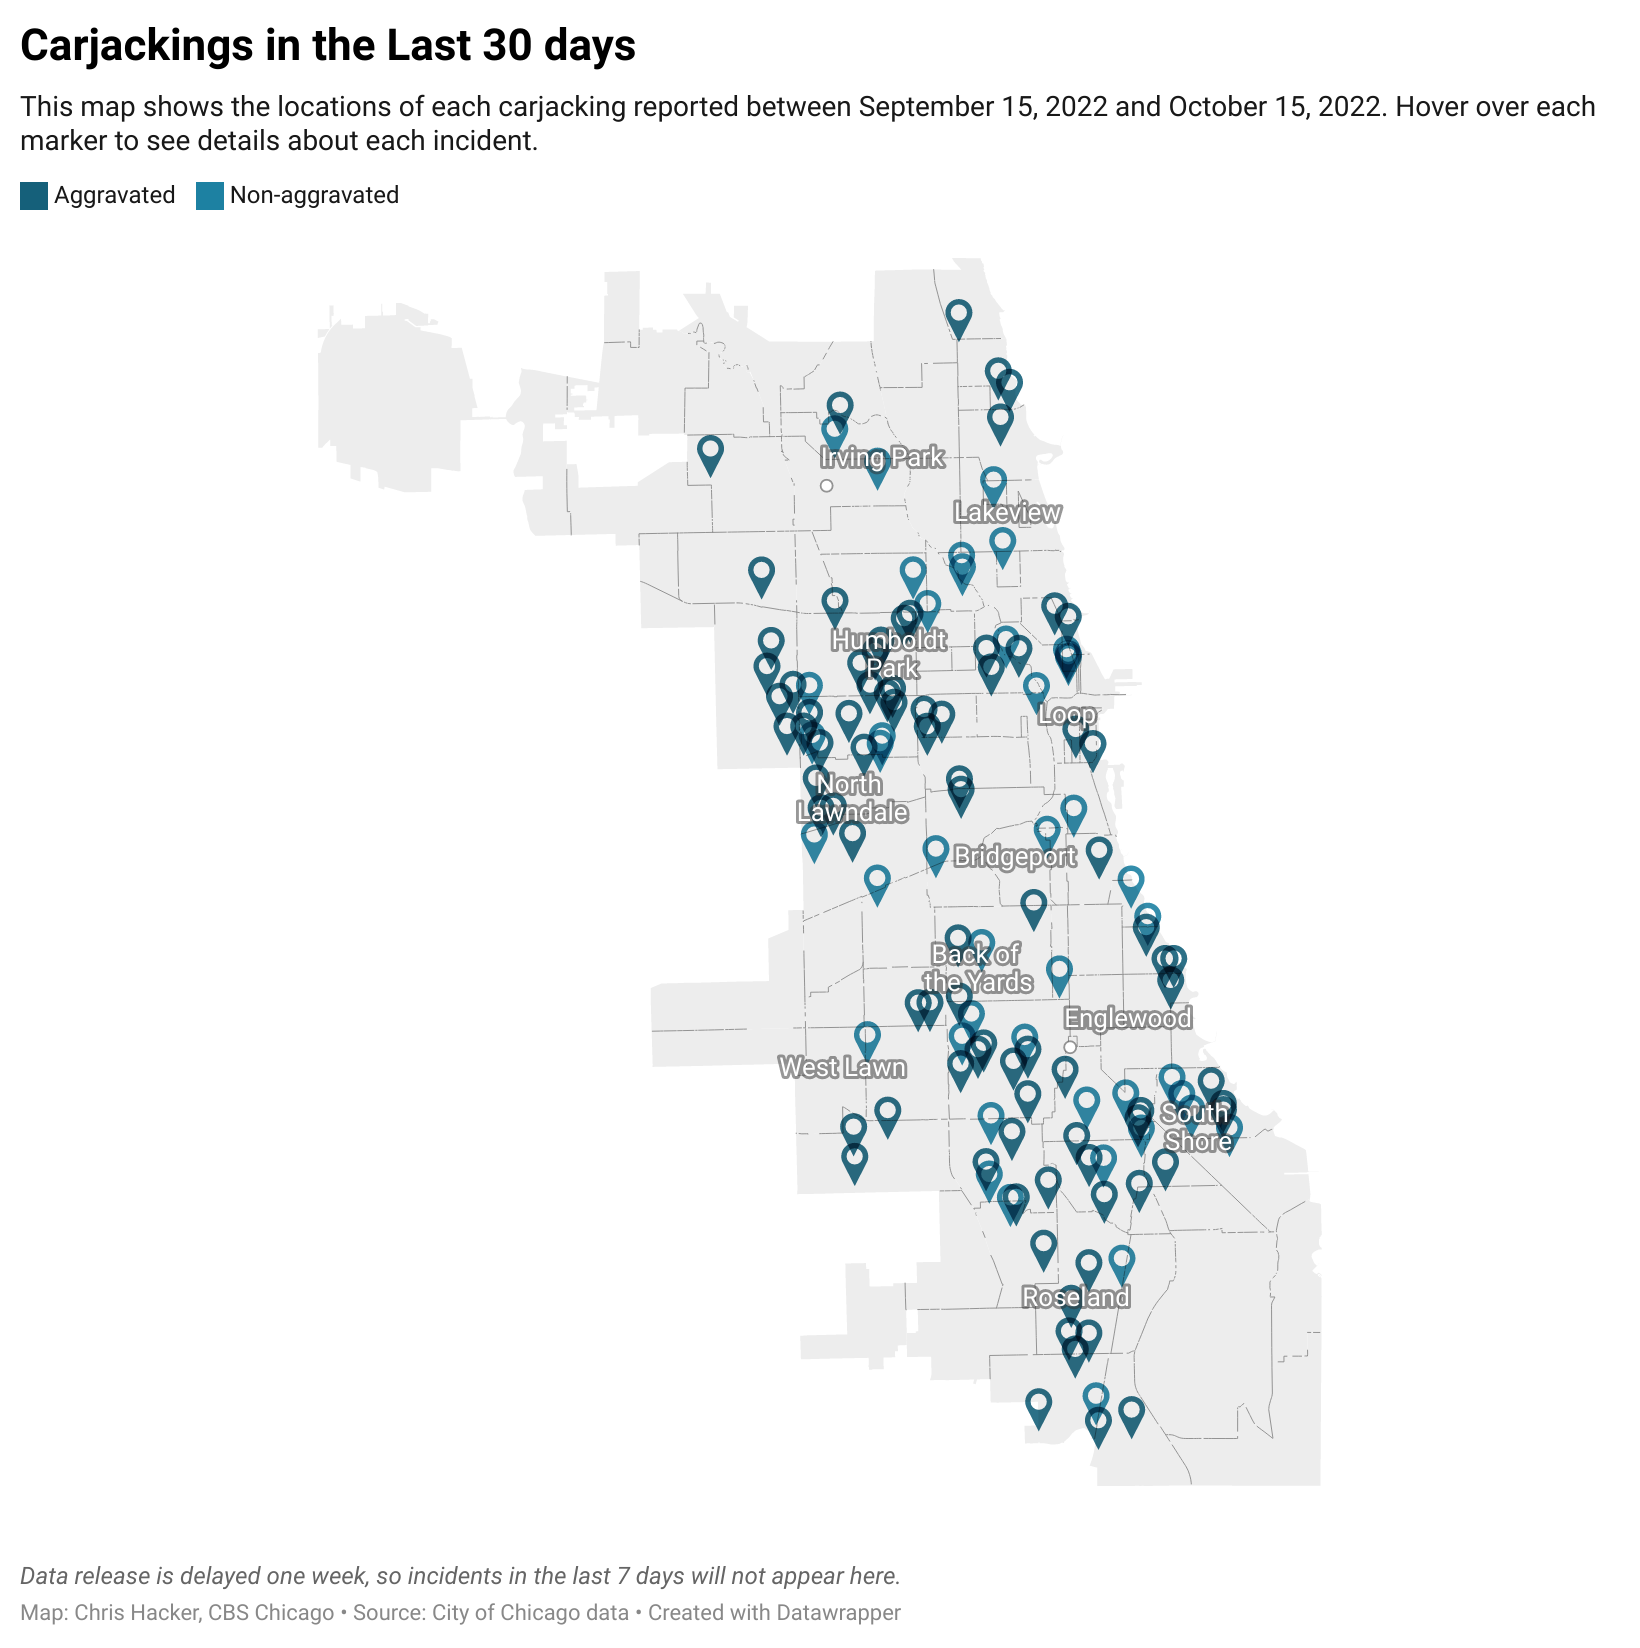 Carjackings in the Last 30 days
This map shows the locations of each carjacking reported between September 15, 2022 and October 15, 2022. Hover over each
marker to see details about each incident.
Aggravated Non-aggravated
Irving Park
Lakeview
Humboldt
Park
Loop
North
Lawndale
Bridgeport
Back of
the Yards
Englewood
West Lawn
South
Shore
Roseland
Data release is delayed one week, so incidents in the last 7 days will not appear here.
Map: Chris Hacker, CBS Chicago • Source: City of Chicago data • Created with Datawrapper